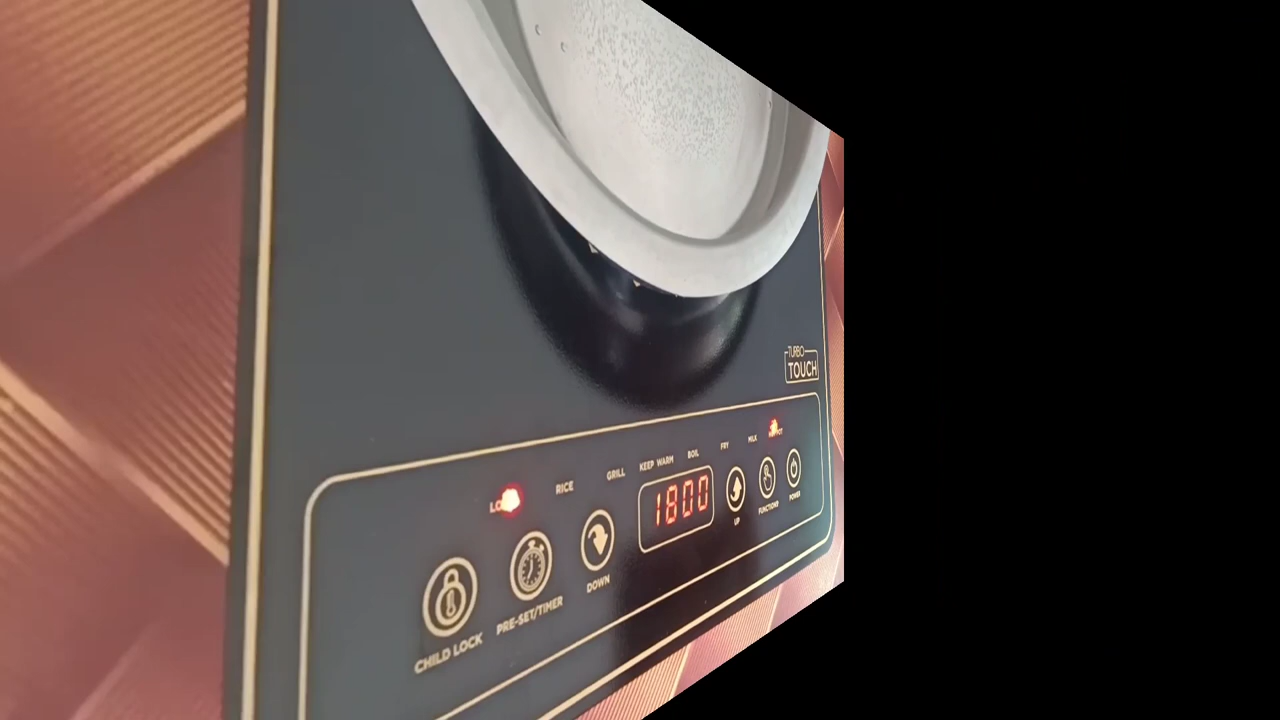 TURBO
TOUCH
RICE
GRILL
KEEP WARM
BOIL
FRY
MILK
1800
CHILD LOCK
PRE-SET/TIMER
DOWN
UP
FUNCTIONS
POWER